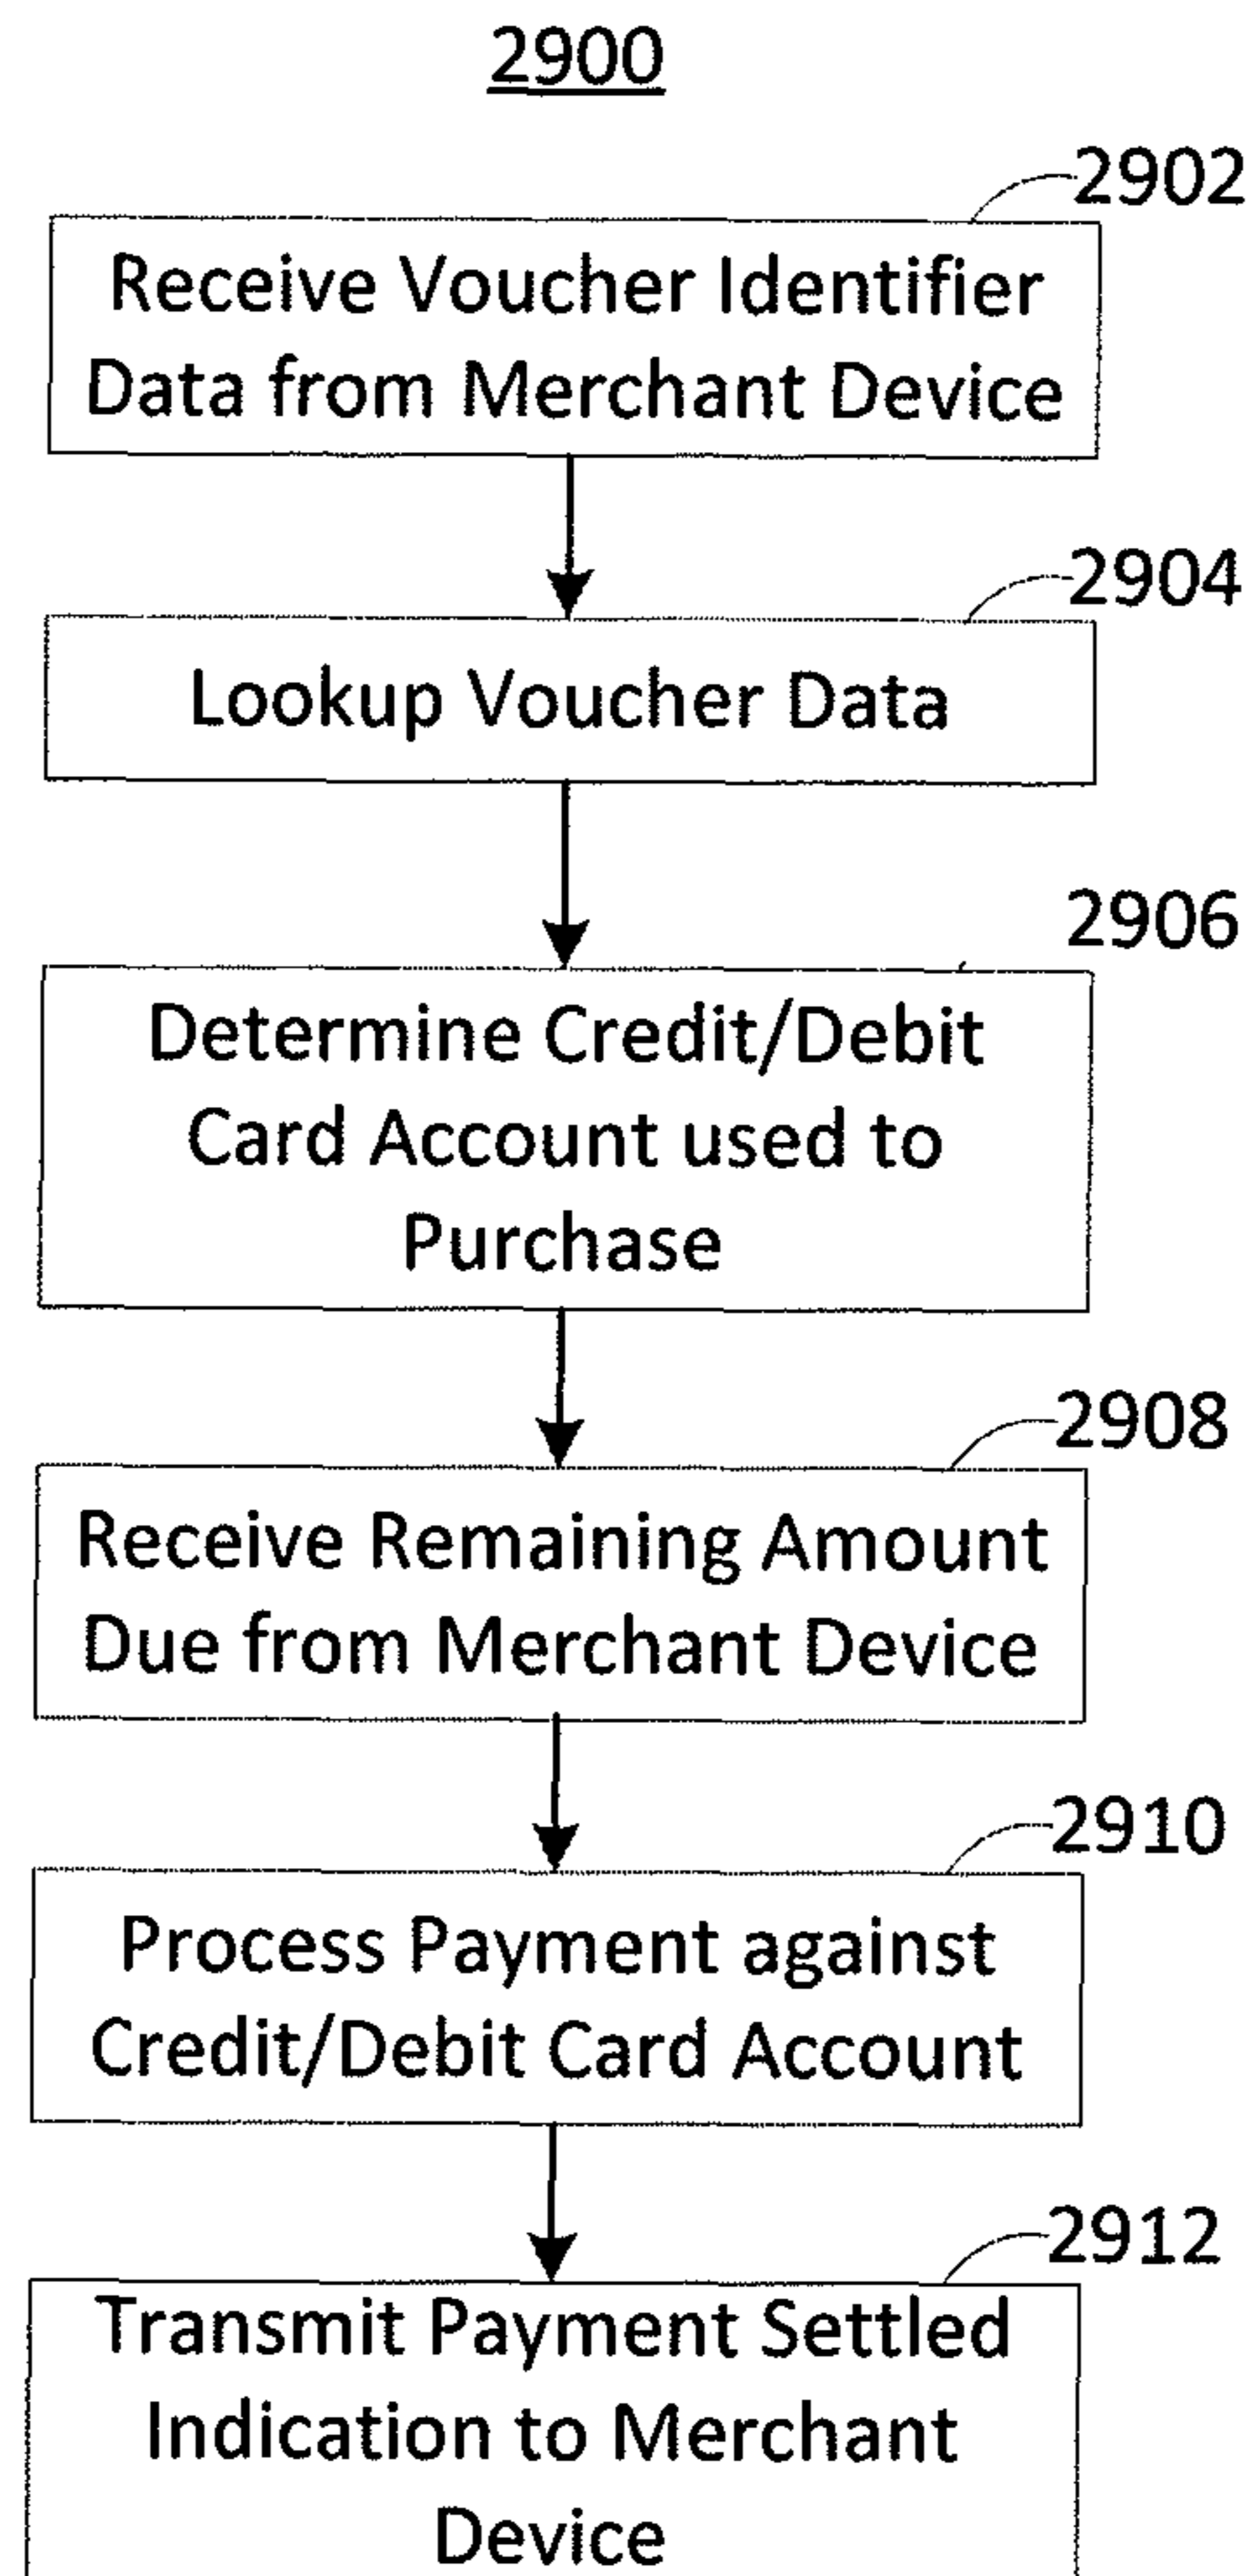 2900
2902
Receive Voucher Identifier
Data from Merchant Device
2904
Lookup Voucher Data
2906
Determine Credit/Debit
Card Account used to
Purchase
2908
Receive Remaining Amount
Due from Merchant Device
2910
Process Payment against
Credit/Debit Card Account
2912
Transmit Payment Settled
Indication to Merchant
Device